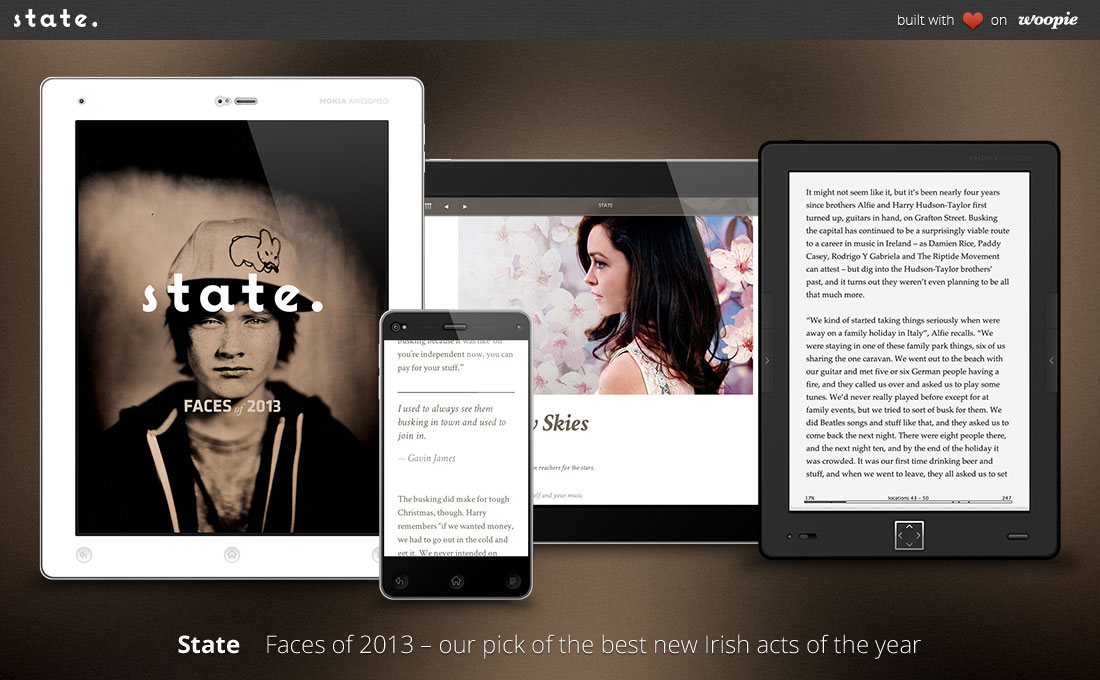 state.
built with on woopie
MOKIA AWESOMEO
state.
FACES of 2013
STATE
Skies
reachers for the stars.
self and your music
busking because it was like 'oh
you're independent now, you can
pay for your stuff.'"
I used to always see them
busking in town and used to
join in.
— Gavin James
The busking did make for tough
Christmas, though. Harry
remembers "if we wanted money,
we had to go out in the cold and
get it. We never intended on
It might not seem like it, but it's been nearly four years
since brothers Alfie and Harry Hudson-Taylor first
turned up, guitars in hand, on Grafton Street. Busking
the capital has continued to be a surprisingly viable route
to a career in music in Ireland – as Damien Rice, Paddy
Casey, Rodrigo Y Gabriela and The Riptide Movement
can attest – but dig into the Hudson-Taylor brothers'
past, and it turns out they weren't even planning to be all
that much more.
"We kind of started taking things seriously when were
away on a family holiday in Italy", Alfie recalls. "We
were staying in one of these family park things, six of us
sharing the one caravan. We went out to the beach with
our guitar and met five or six German people having a
fire, and they called us over and asked us to play some
tunes. We'd never really played before except for at
family events, but we tried to sort of busk for them. We
did Beatles songs and stuff like that, and they asked us to
come back the next night. There were eight people there,
and the next night ten, and by the end of the holiday it
was crowded. It was our first time drinking beer and
stuff, and when we went to leave, they all asked us to set
17% locations 43 – 50 247
State Faces of 2013 – our pick of the best new Irish acts of the year